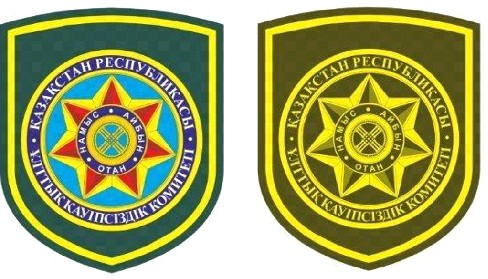 ҚАЗАҚСТАН РЕСПУБЛИКАСЫ
ҰЛТТЫҚ ҚАУІПСІЗДІК КОМИТЕТІ
НАМЫС • АЙБЫН • ОТАН
ҚАЗАҚСТАН РЕСПУБЛИКАСЫ
ҰЛТТЫҚ ҚАУІПСІЗДІК КОМИТЕТІ
НАМЫС • АЙБЫН • ОТАН